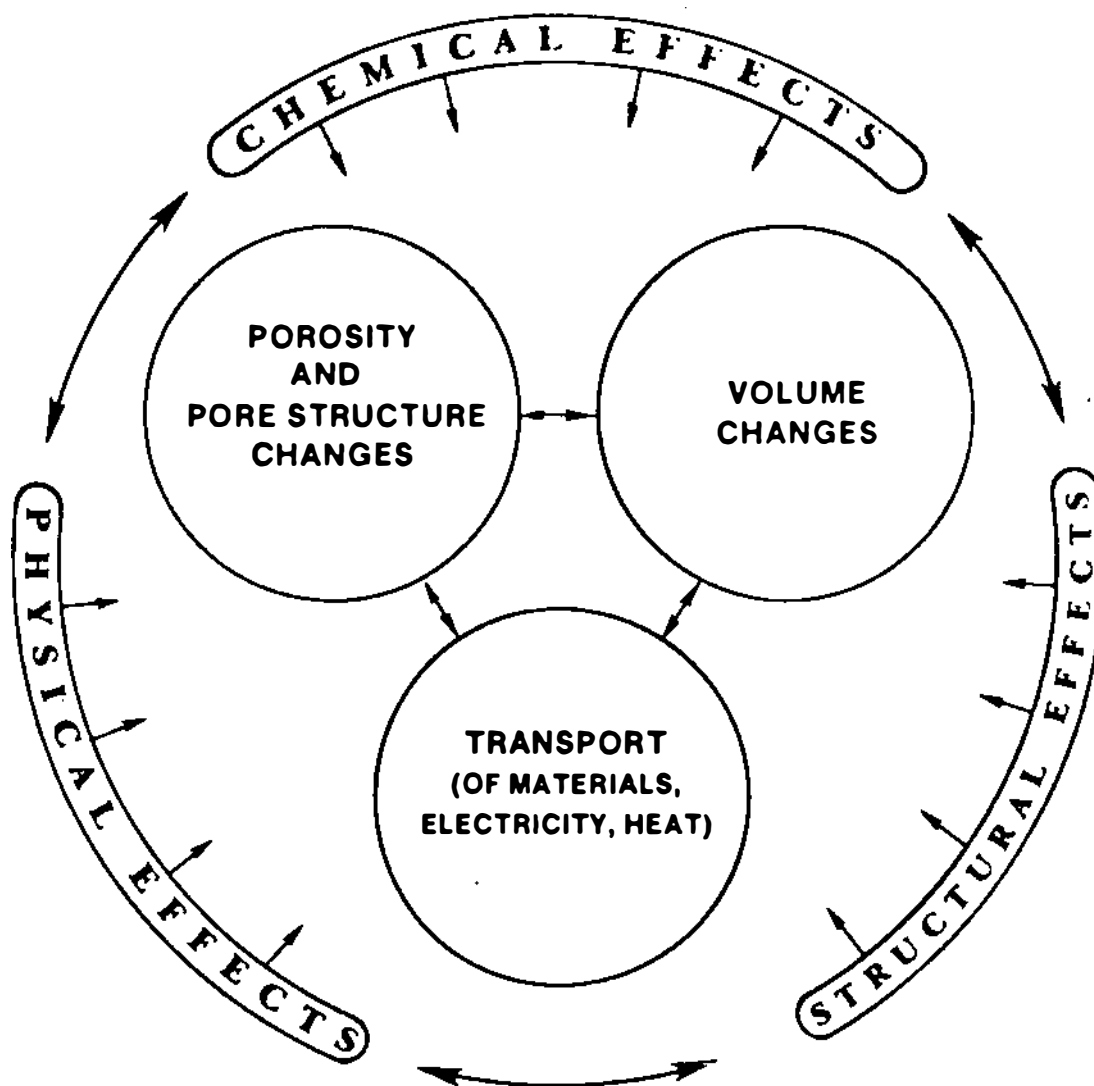 CHEMICAL EFFECTS
POROSITY
AND
PORE STRUCTURE
CHANGES
VOLUME
CHANGES
PHYSICAL EFFECTS
STRUCTURAL EFFECTS
TRANSPORT
(OF MATERIALS,
ELECTRICITY, HEAT)